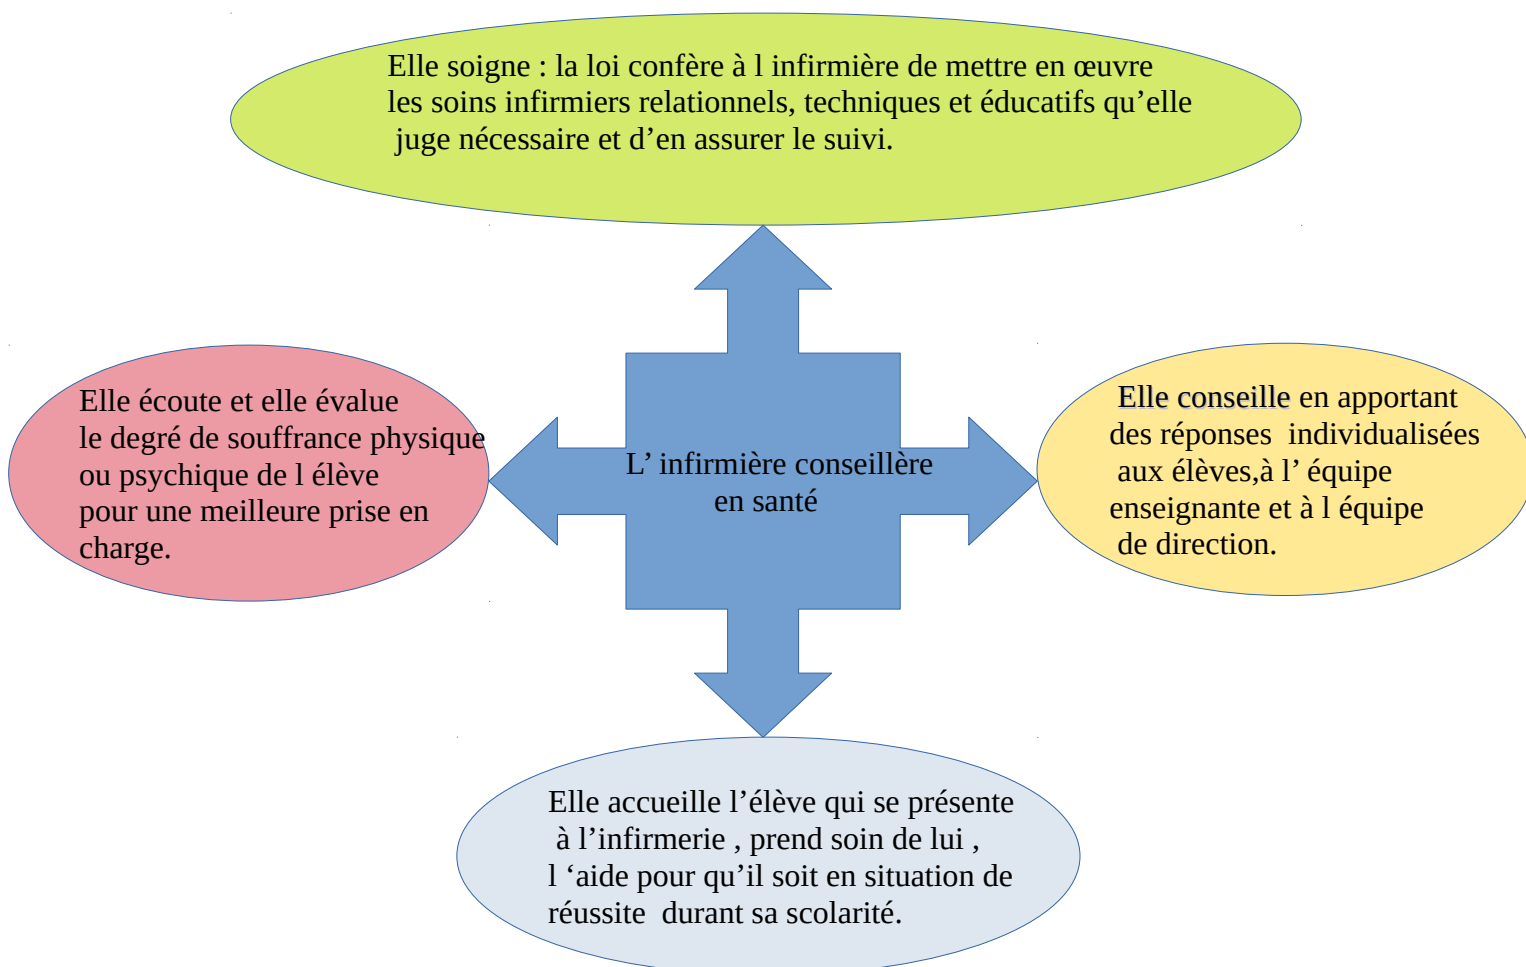 Elle soigne : la loi confère à l infirmière de mettre en œuvre
les soins infirmiers relationnels, techniques et éducatifs qu’elle
juge nécessaire et d’en assurer le suivi.
Elle écoute et elle évalue
le degré de souffrance physique
ou psychique de l élève
pour une meilleure prise en
charge.
L’ infirmière conseillère
en santé
Elle conseille en apportant
des réponses  individualisées
aux élèves,à l’ équipe
enseignante et à l équipe
de direction.
Elle accueille l’élève qui se présente
à l’infirmerie , prend soin de lui ,
l ‘aide pour qu’il soit en situation de
réussite  durant sa scolarité.